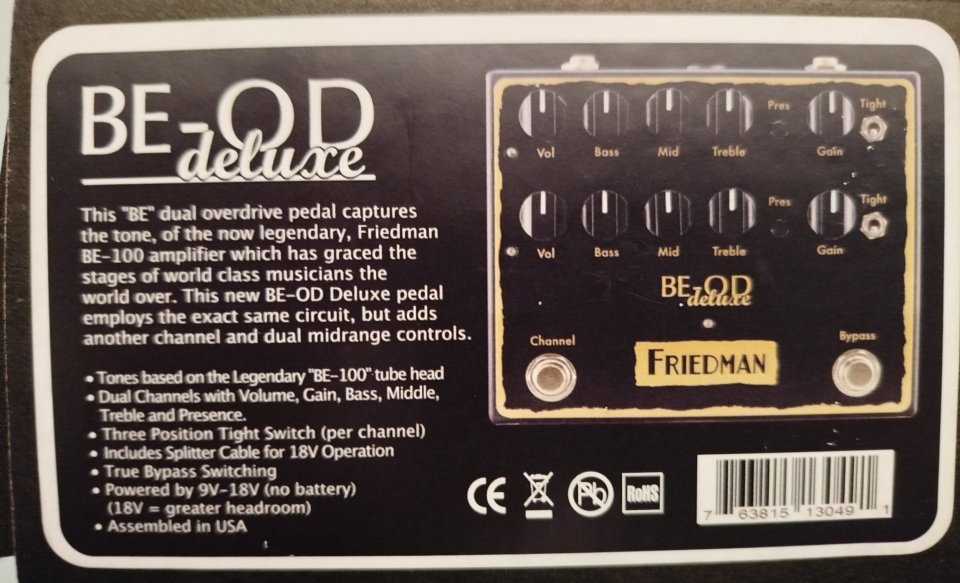 BE-OD
deluxe
This "BE" dual overdrive pedal captures
the tone, of the now legendary, Friedman
BE-100 amplifier which has graced the
stages of world class musicians the
world over. This new BE-OD Deluxe pedal
employs the exact same circuit, but adds
another channel and dual midrange controls.
• Tones based on the Legendary "BE-100" tube head
• Dual Channels with Volume, Gain, Bass, Middle,
Treble and Presence.
• Three Position Tight Switch (per channel)
• Includes Splitter Cable for 18V Operation
• True Bypass Switching
• Powered by 9V-18V (no battery)
(18V = greater headroom)
• Assembled in USA
Pres Tight
Vol Bass Mid Treble Gain
Pres Tight
Vol Bass Mid Treble Gain
BE-OD
deluxe
Channel Bypass
FRIEDMAN
CE Pb RoHS
7 63815 13049 1